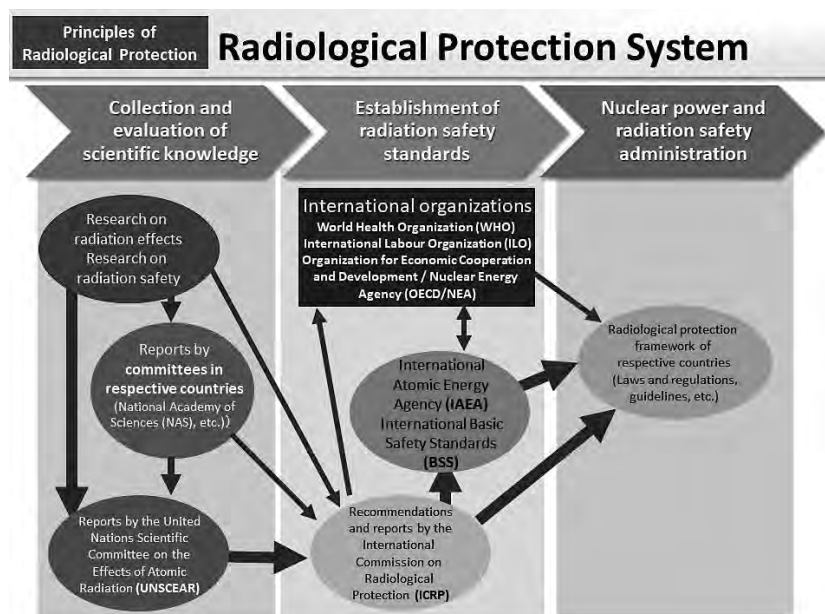 Principles of
Radiological Protection
Radiological Protection System
Collection and
evaluation of
scientific knowledge
Establishment of
radiation safety
standards
Nuclear power and
radiation safety
administration
Research on
radiation effects
Research on
radiation safety
Reports by
committees in
respective countries
(National Academy of
Sciences (NAS), etc.))
Reports by the United
Nations Scientific
Committee on the
Effects of Atomic
Radiation (UNSCEAR)
International organizations
World Health Organization (WHO)
International Labour Organization (ILO)
Organization for Economic Cooperation
and Development / Nuclear Energy
Agency (OECD/NEA)
International
Atomic Energy
Agency (IAEA)
International Basic
Safety Standards
(BSS)
Recommendations
and reports by the
International
Commission on
Radiological
Protection (ICRP)
Radiological protection
framework of
respective countries
(Laws and regulations,
guidelines, etc.)